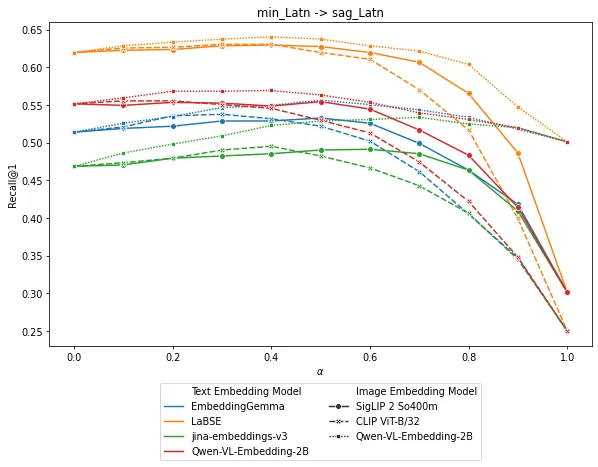 min_Latn -> sag_Latn
Recall@1
0.65
0.60
0.55
0.50
0.45
0.40
0.35
0.30
0.25
0.0
0.2
0.4
0.6
0.8
1.0
α
Text Embedding Model
EmbeddingGemma
LaBSE
jina-embeddings-v3
Qwen-VL-Embedding-2B
Image Embedding Model
SigLIP 2 So400m
CLIP ViT-B/32
Qwen-VL-Embedding-2B